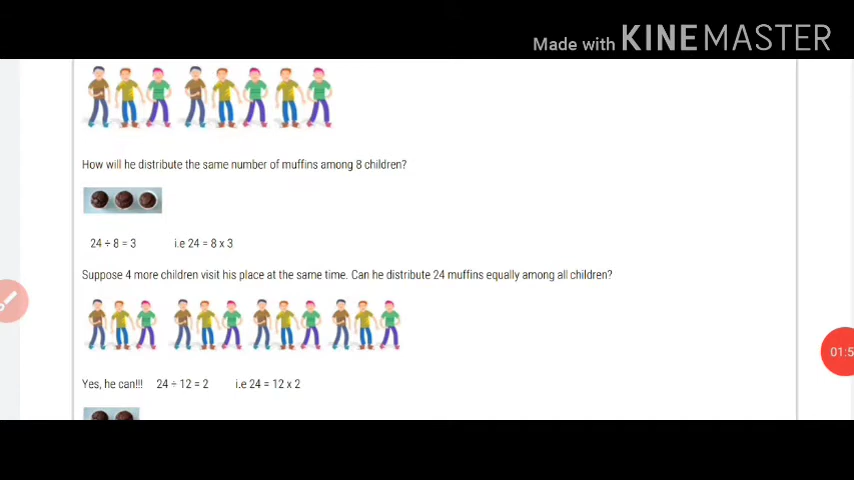 Made with KINEMASTER
How will he distribute the same number of muffins among 8 children?
24 ÷ 8 = 3 i.e 24 = 8 x 3
Suppose 4 more children visit his place at the same time. Can he distribute 24 muffins equally among all children?
01:5
Yes, he can!!! 24 ÷ 12 = 2 i.e 24 = 12 x 2